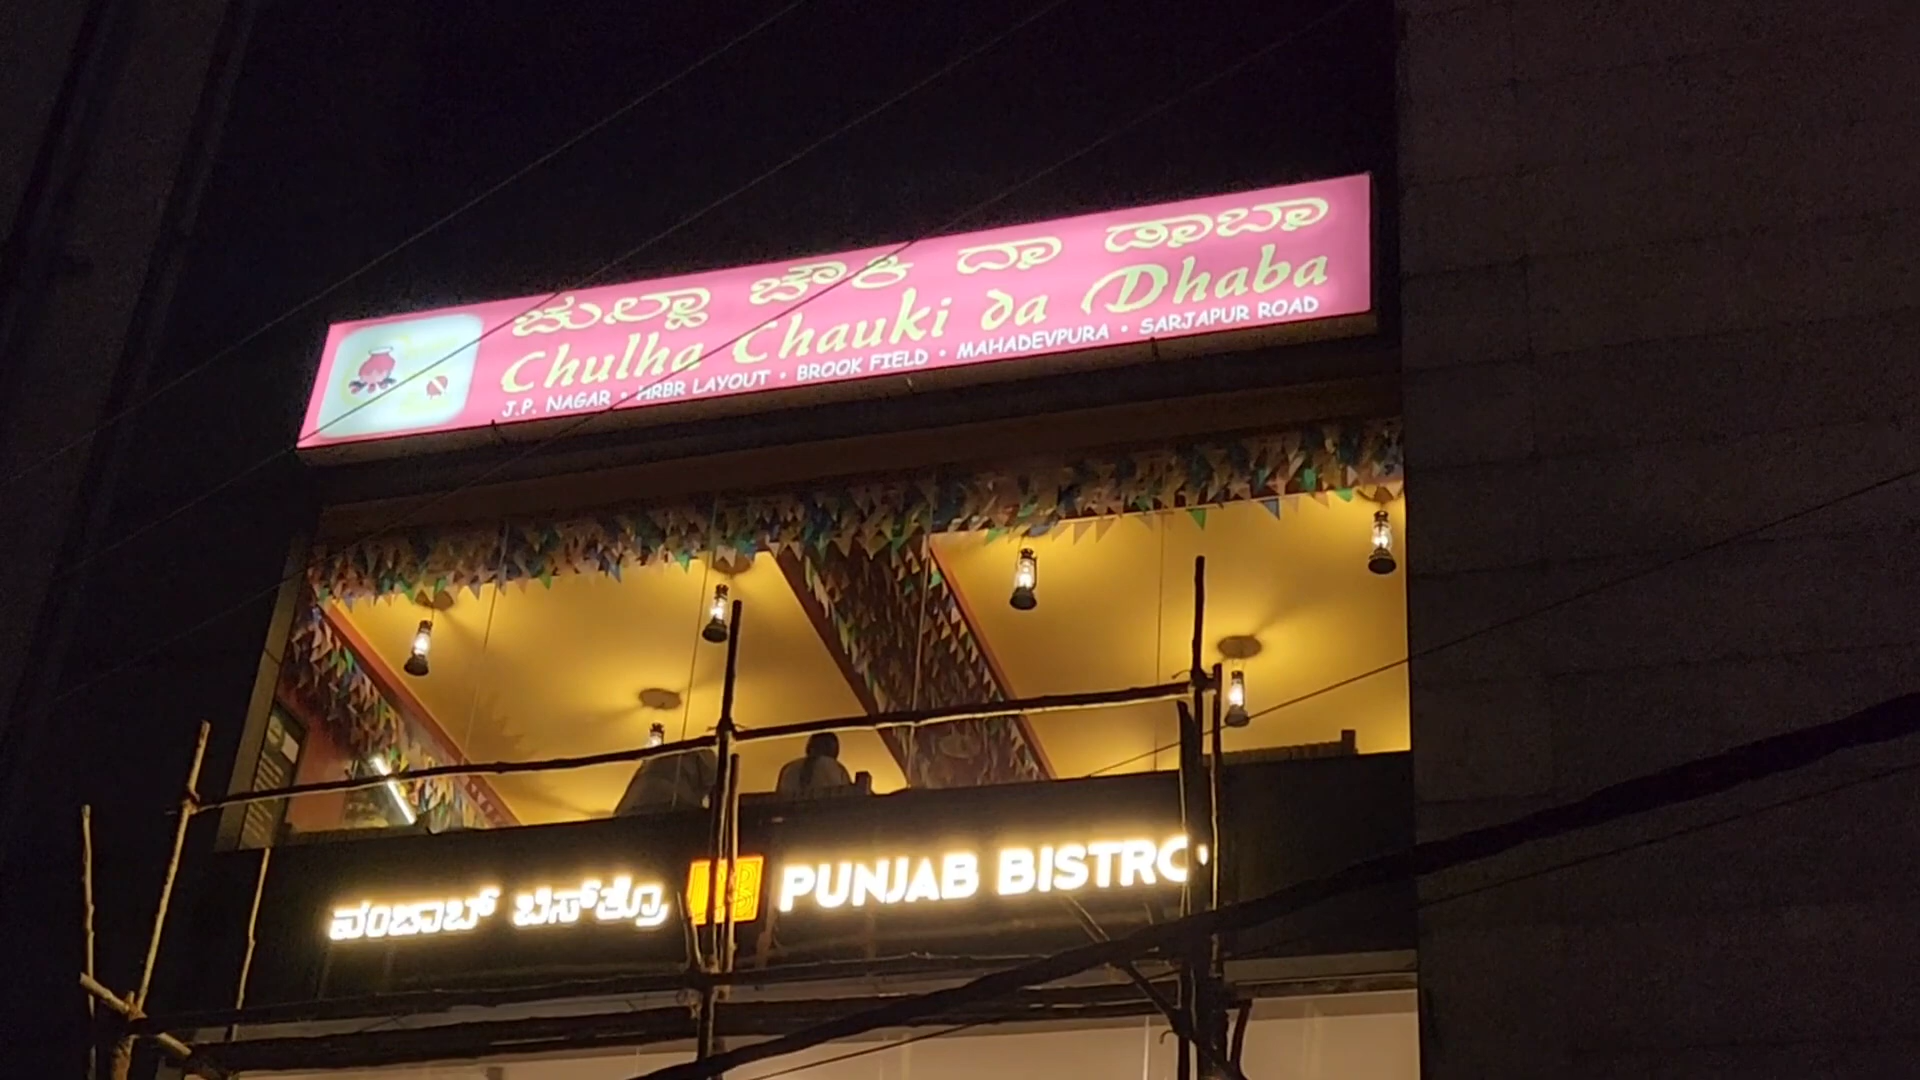 ಚುಲ್ಹಾ ಚೌಕಿ ದಾ ಡಾಬಾ
Chulha Chauki da Dhaba
J.P. NAGAR • HRBR LAYOUT • BROOK FIELD • MAHADEVPURA • SARJAPUR ROAD
ಪಂಜಾಬ್ ಬಿಸ್ತ್ರೊ PUNJAB BISTRO